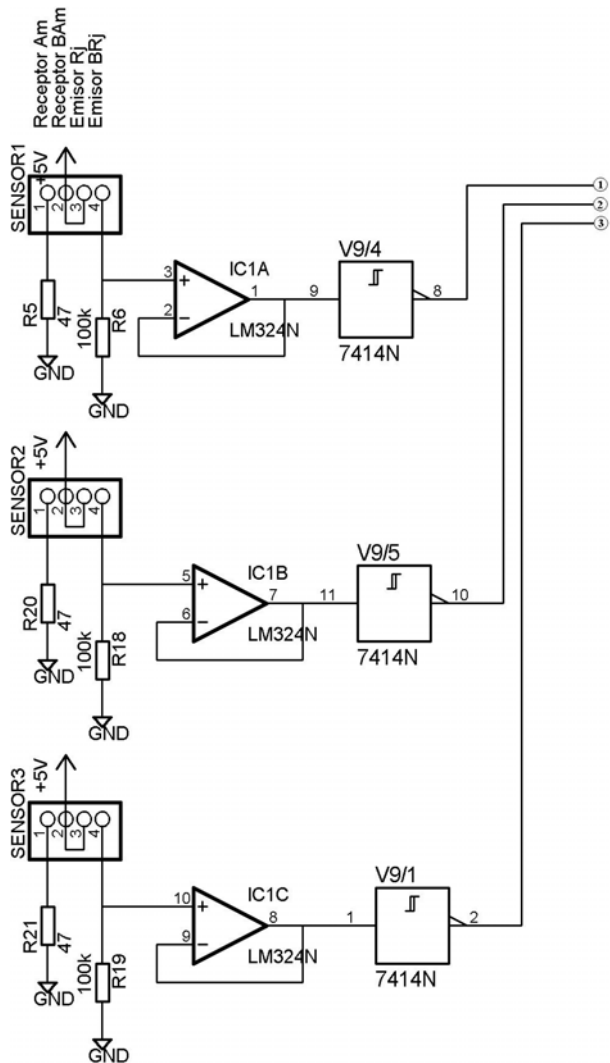 Receptor Am
Receptor BAm
Emisor Rj
Emisor BRj
SENSOR1
+5V
1
2
3
4
R5
47
GND
100k
R6
GND
3
2
IC1A
1
LM324N
9
V9/4
8
7414N
1
2
3
SENSOR2
+5V
1
2
3
4
R20
47
GND
100k
R18
GND
5
6
IC1B
7
LM324N
11
V9/5
10
7414N
SENSOR3
+5V
1
2
3
4
R21
47
GND
100k
R19
GND
10
9
IC1C
8
LM324N
1
V9/1
2
7414N